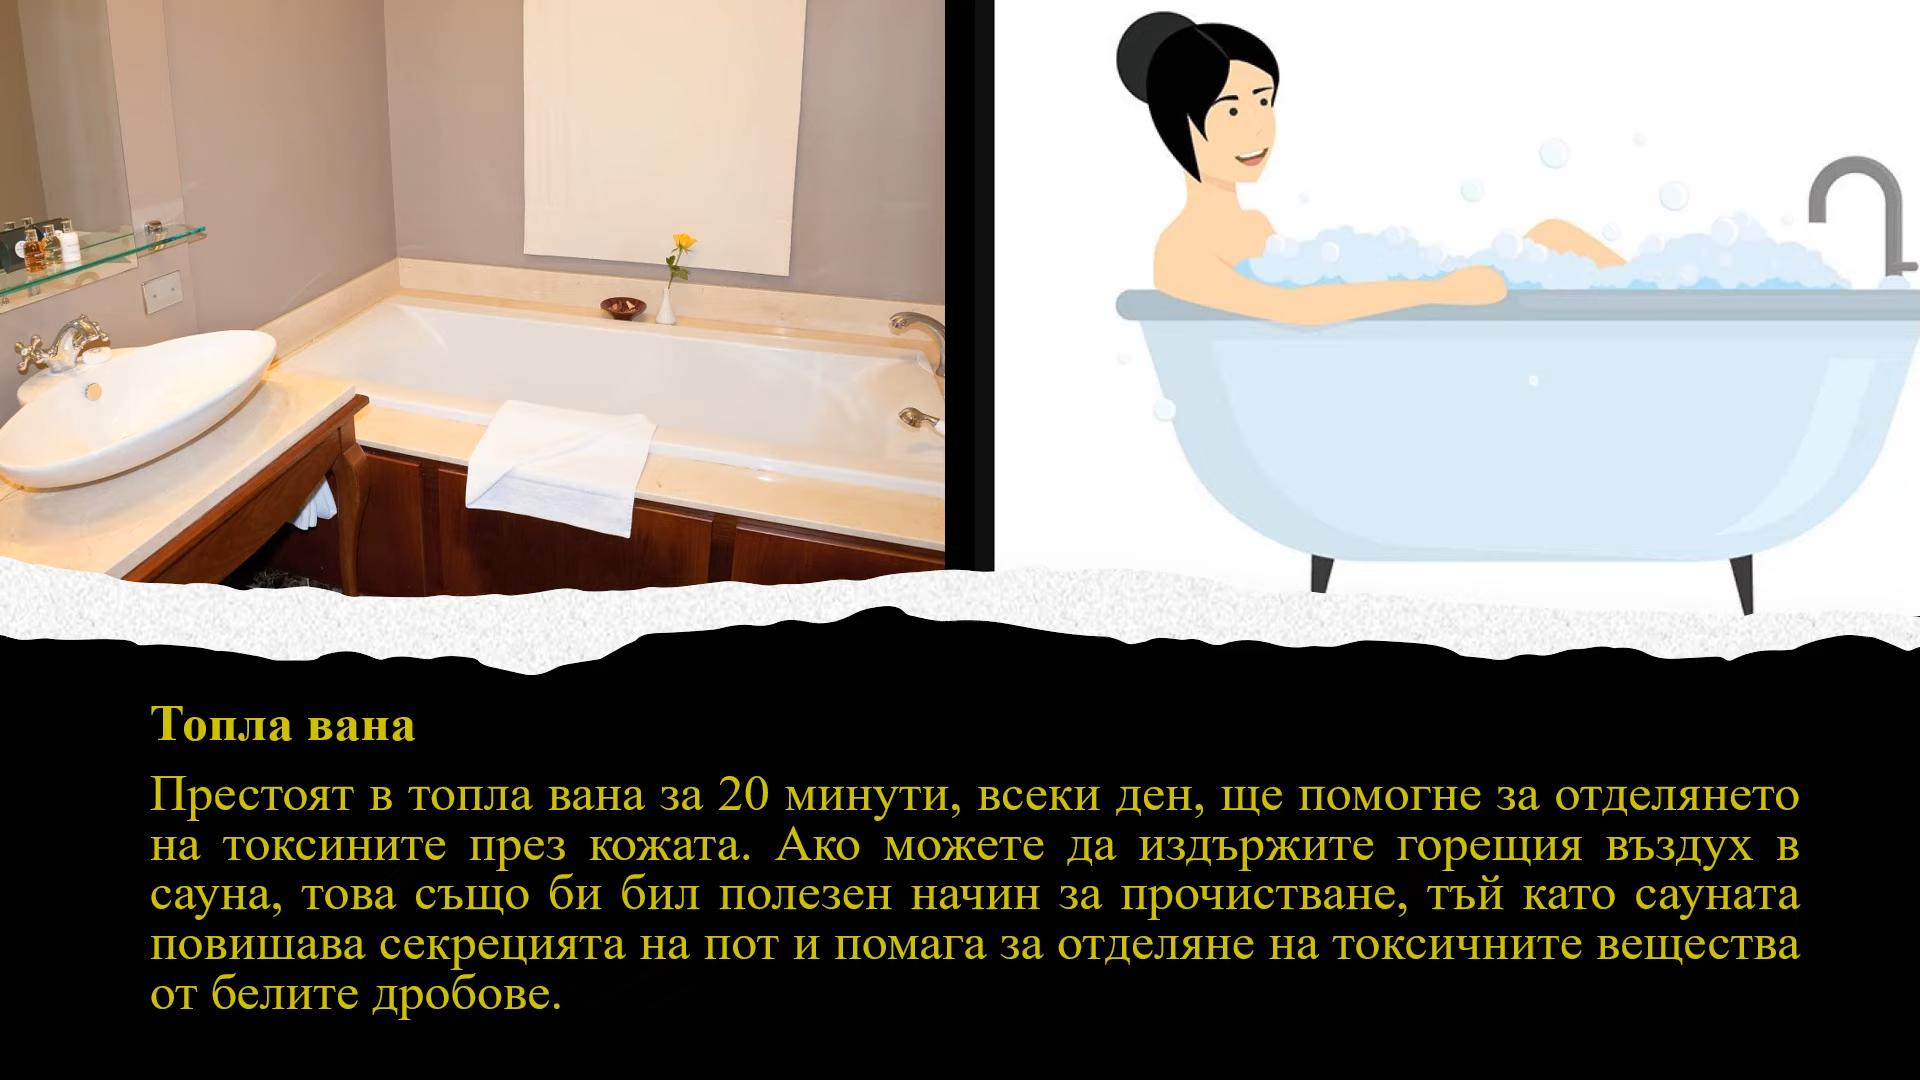 Топла вана
Престоят в топла вана за 20 минути, всеки ден, ще помогне за отделянето
на токсините през кожата. Ако можете да издържите горещия въздух в
сауна, това също би бил полезен начин за прочистване, тъй като сауната
повишава секрецията на пот и помага за отделяне на токсичните вещества
от белите дробове.